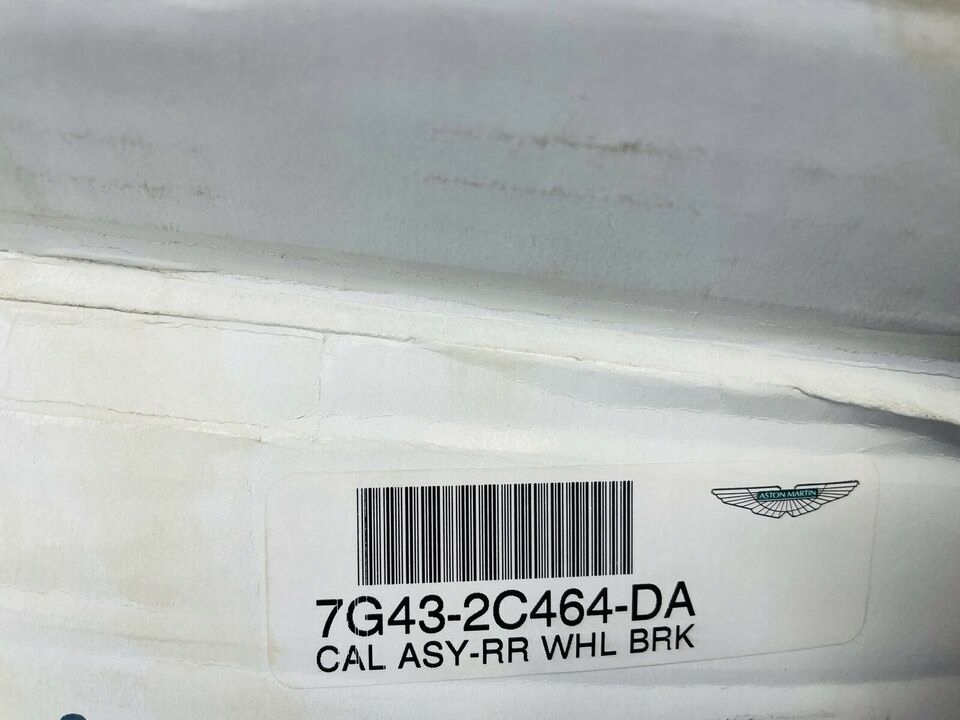 ASTON MARTIN
7G43-2C464-DA
CAL ASY-RR WHL BRK